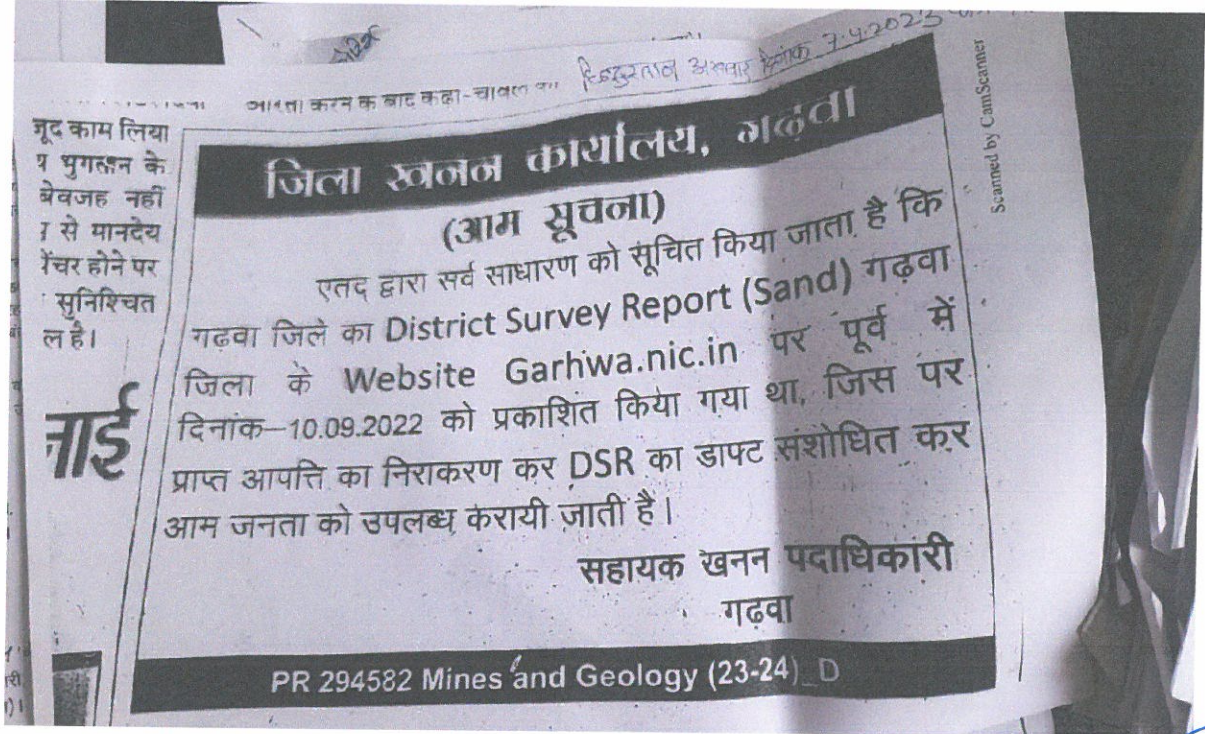 हिन्दुस्तान अखबार दिनांक 7.4.2023
करन के बाद कढ़ी-चावल का
जूद काम लिया
बेवजह नहीं
से मानदेय
होने पर
सुनिश्चित
ल है।
नाई
जिला खनन कार्यालय, गढ़वा
(आम सूचना)
एतद् द्वारा सर्व साधारण को सूचित किया जाता है कि
गढ़वा जिले का District Survey Report (Sand) गढ़वा
जिला के Website Garhwa.nic.in पर पूर्व में
दिनांक–10.09.2022 को प्रकाशित किया गया था, जिस पर
प्राप्त आपत्ति का निराकरण कर DSR का डाफ्ट संशोधित कर
आम जनता को उपलब्ध करायी जाती है।
सहायक खनन पदाधिकारी
गढ़वा
PR 294582 Mines and Geology (23-24)_D
Scanned by CamScanner